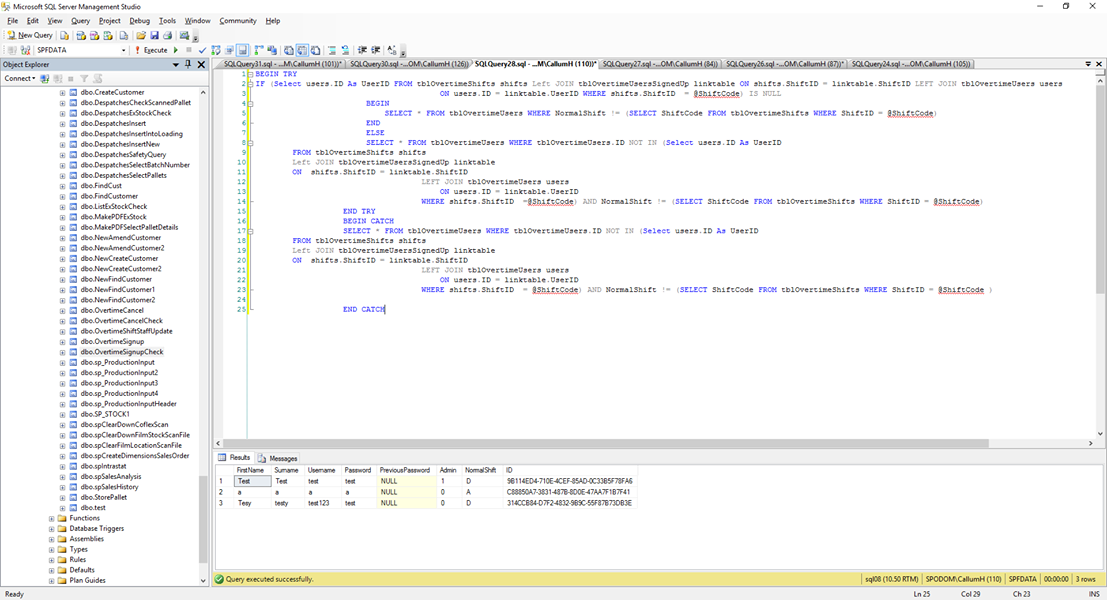 Microsoft SQL Server Management Studio
File Edit View Query Project Debug Tools Window Community Help
New Query
SPFDATA Execute
Object Explorer
SQLQuery31.sql - ...M\CallumH (101))* SQLQuery30.sql -...OM\CallumH (126)) SQLQuery28.sql - ...M\CallumH (110))* SQLQuery27.sql -...OM\CallumH (84)) SQLQuery26.sql -...OM\CallumH (87))* SQLQuery24.sql -...OM\CallumH (105))
Connect
dbo.CreateCustomer
dbo.DespatchesCheckScannedPallet
dbo.DespatchesExStockCheck
dbo.DespatchesInsert
dbo.DespatchesInsertIntoLoading
dbo.DespatchesInsertNew
dbo.DespatchesSafetyQuery
dbo.DespatchesSelectBatchNumber
dbo.DespatchesSelectPallets
dbo.FindCust
dbo.FindCustomer
dbo.ListExStockCheck
dbo.MakePDFExStock
dbo.MakePDFSelectPalletDetails
dbo.NewAmendCustomer
dbo.NewAmendCustomer2
dbo.NewCreateCustomer
dbo.NewCreateCustomer2
dbo.NewFindCustomer
dbo.NewFindCustomer1
dbo.NewFindCustomer2
dbo.OvertimeCancel
dbo.OvertimeCancelCheck
dbo.OvertimeShiftStaffUpdate
dbo.OvertimeSignup
dbo.OvertimeSignupCheck
dbo.sp_ProductionInput
dbo.sp_ProductionInput2
dbo.sp_ProductionInput3
dbo.sp_ProductionInput4
dbo.sp_ProductionInputHeader
dbo.SP_STOCK1
dbo.spClearDownCoflexScan
dbo.spClearDownFilmStockScanFile
dbo.spClearFilmLocationScanFile
dbo.spCreateDimensionsSalesOrder
dbo.spIntrastat
dbo.spSalesAnalysis
dbo.spSalesHistory
dbo.StorePallet
dbo.test
Functions
Database Triggers
Assemblies
Types
Rules
Defaults
Plan Guides
1 BEGIN TRY
2 IF (Select users.ID As UserID FROM tblOvertimeShifts shifts Left JOIN tblOvertimeUsersSignedUp linktable ON shifts.ShiftID = linktable.ShiftID LEFT JOIN tblOvertimeUsers users
3 ON users.ID = linktable.UserID WHERE shifts.ShiftID = @ShiftCode) IS NULL
4 BEGIN
5 SELECT * FROM tblOvertimeUsers WHERE NormalShift != (SELECT ShiftCode FROM tblOvertimeShifts WHERE ShiftID = @ShiftCode)
6 END
7 ELSE
8 SELECT * FROM tblOvertimeUsers WHERE tblOvertimeUsers.ID NOT IN (Select users.ID As UserID
9 FROM tblOvertimeShifts shifts
10 Left JOIN tblOvertimeUsersSignedUp linktable
11 ON shifts.ShiftID = linktable.ShiftID
12 LEFT JOIN tblOvertimeUsers users
13 ON users.ID = linktable.UserID
14 WHERE shifts.ShiftID =@ShiftCode) AND NormalShift != (SELECT ShiftCode FROM tblOvertimeShifts WHERE ShiftID = @ShiftCode)
15 END TRY
16 BEGIN CATCH
17 SELECT * FROM tblOvertimeUsers WHERE tblOvertimeUsers.ID NOT IN (Select users.ID As UserID
18 FROM tblOvertimeShifts shifts
19 Left JOIN tblOvertimeUsersSignedUp linktable
20 ON shifts.ShiftID = linktable.ShiftID
21 LEFT JOIN tblOvertimeUsers users
22 ON users.ID = linktable.UserID
23 WHERE shifts.ShiftID = @ShiftCode) AND NormalShift != (SELECT ShiftCode FROM tblOvertimeShifts WHERE ShiftID = @ShiftCode )
24
25 END CATCH
Results Messages
FirstName Surname Username Password PreviousPassword Admin NormalShift ID
1 Test Test test test NULL 1 D 9B114ED4-710E-4CEF-85AD-0C33B5F78FA6
2 a a a a NULL 0 A C88850A7-3831-487B-8D0E-47AA7F1B7F41
3 Tesy testy test123 test NULL 0 D 314CCB84-D7F2-4832-9B9C-55F87B73DB3E
Query executed successfully. sql08 (10.50 RTM) SPODOM\CallumH (110) SPFDATA 00:00:00 3 rows
Ready Ln 25 Col 29 Ch 23 INS